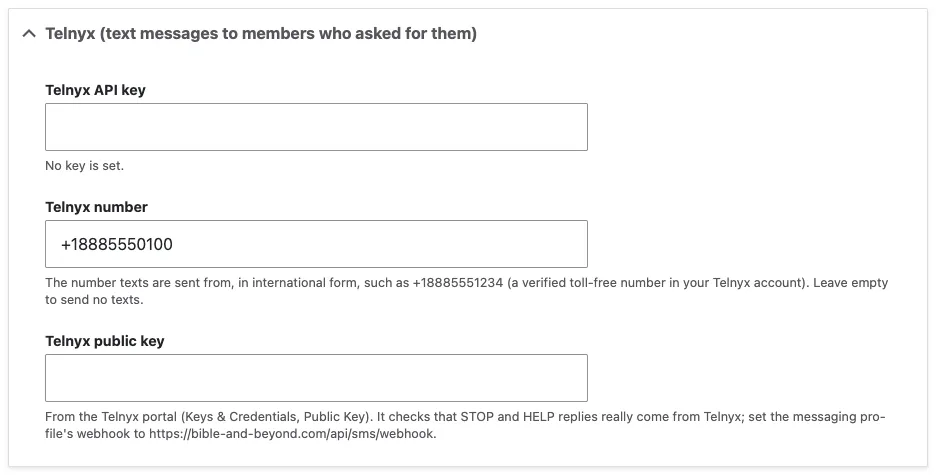 Telnyx (text messages to members who asked for them)
Telnyx API key
No key is set.
Telnyx number
+18885550100
The number texts are sent from, in international form, such as +18885551234 (a verified toll-free number in your Telnyx account). Leave empty
to send no texts.
Telnyx public key
From the Telnyx portal (Keys & Credentials, Public Key). It checks that STOP and HELP replies really come from Telnyx; set the messaging pro-
file's webhook to https://bible-and-beyond.com/api/sms/webhook.